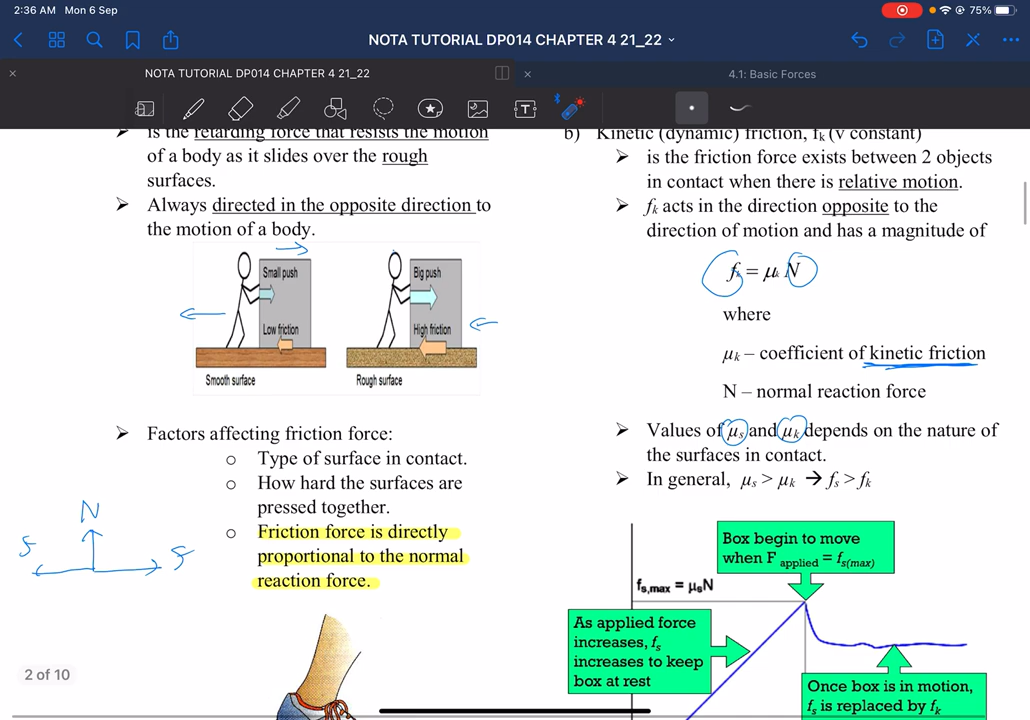 2:36 AM Mon 6 Sep
75%
NOTA TUTORIAL DP014 CHAPTER 4 21_22
NOTA TUTORIAL DP014 CHAPTER 4 21_22
4.1: Basic Forces
is the retarding force that resists the motion
of a body as it slides over the rough
surfaces.
Always directed in the opposite direction to
the motion of a body.
Small push
Low friction
Smooth surface
Big push
High friction
Rough surface
Factors affecting friction force:
Type of surface in contact.
How hard the surfaces are
pressed together.
Friction force is directly
proportional to the normal
reaction force.
N
2 of 10
b) Kinetic (dynamic) friction, fk (v constant)
is the friction force exists between 2 objects
in contact when there is relative motion.
fk acts in the direction opposite to the
direction of motion and has a magnitude of
fk = μk N
where
μk – coefficient of kinetic friction
N – normal reaction force
Values of μs and μk depends on the nature of
the surfaces in contact.
In general, μs > μk → fs > fk
Box begin to move
when F applied = fs(max)
fs,max = μsN
As applied force
increases, fs
increases to keep
box at rest
Once box is in motion,
fs is replaced by fk